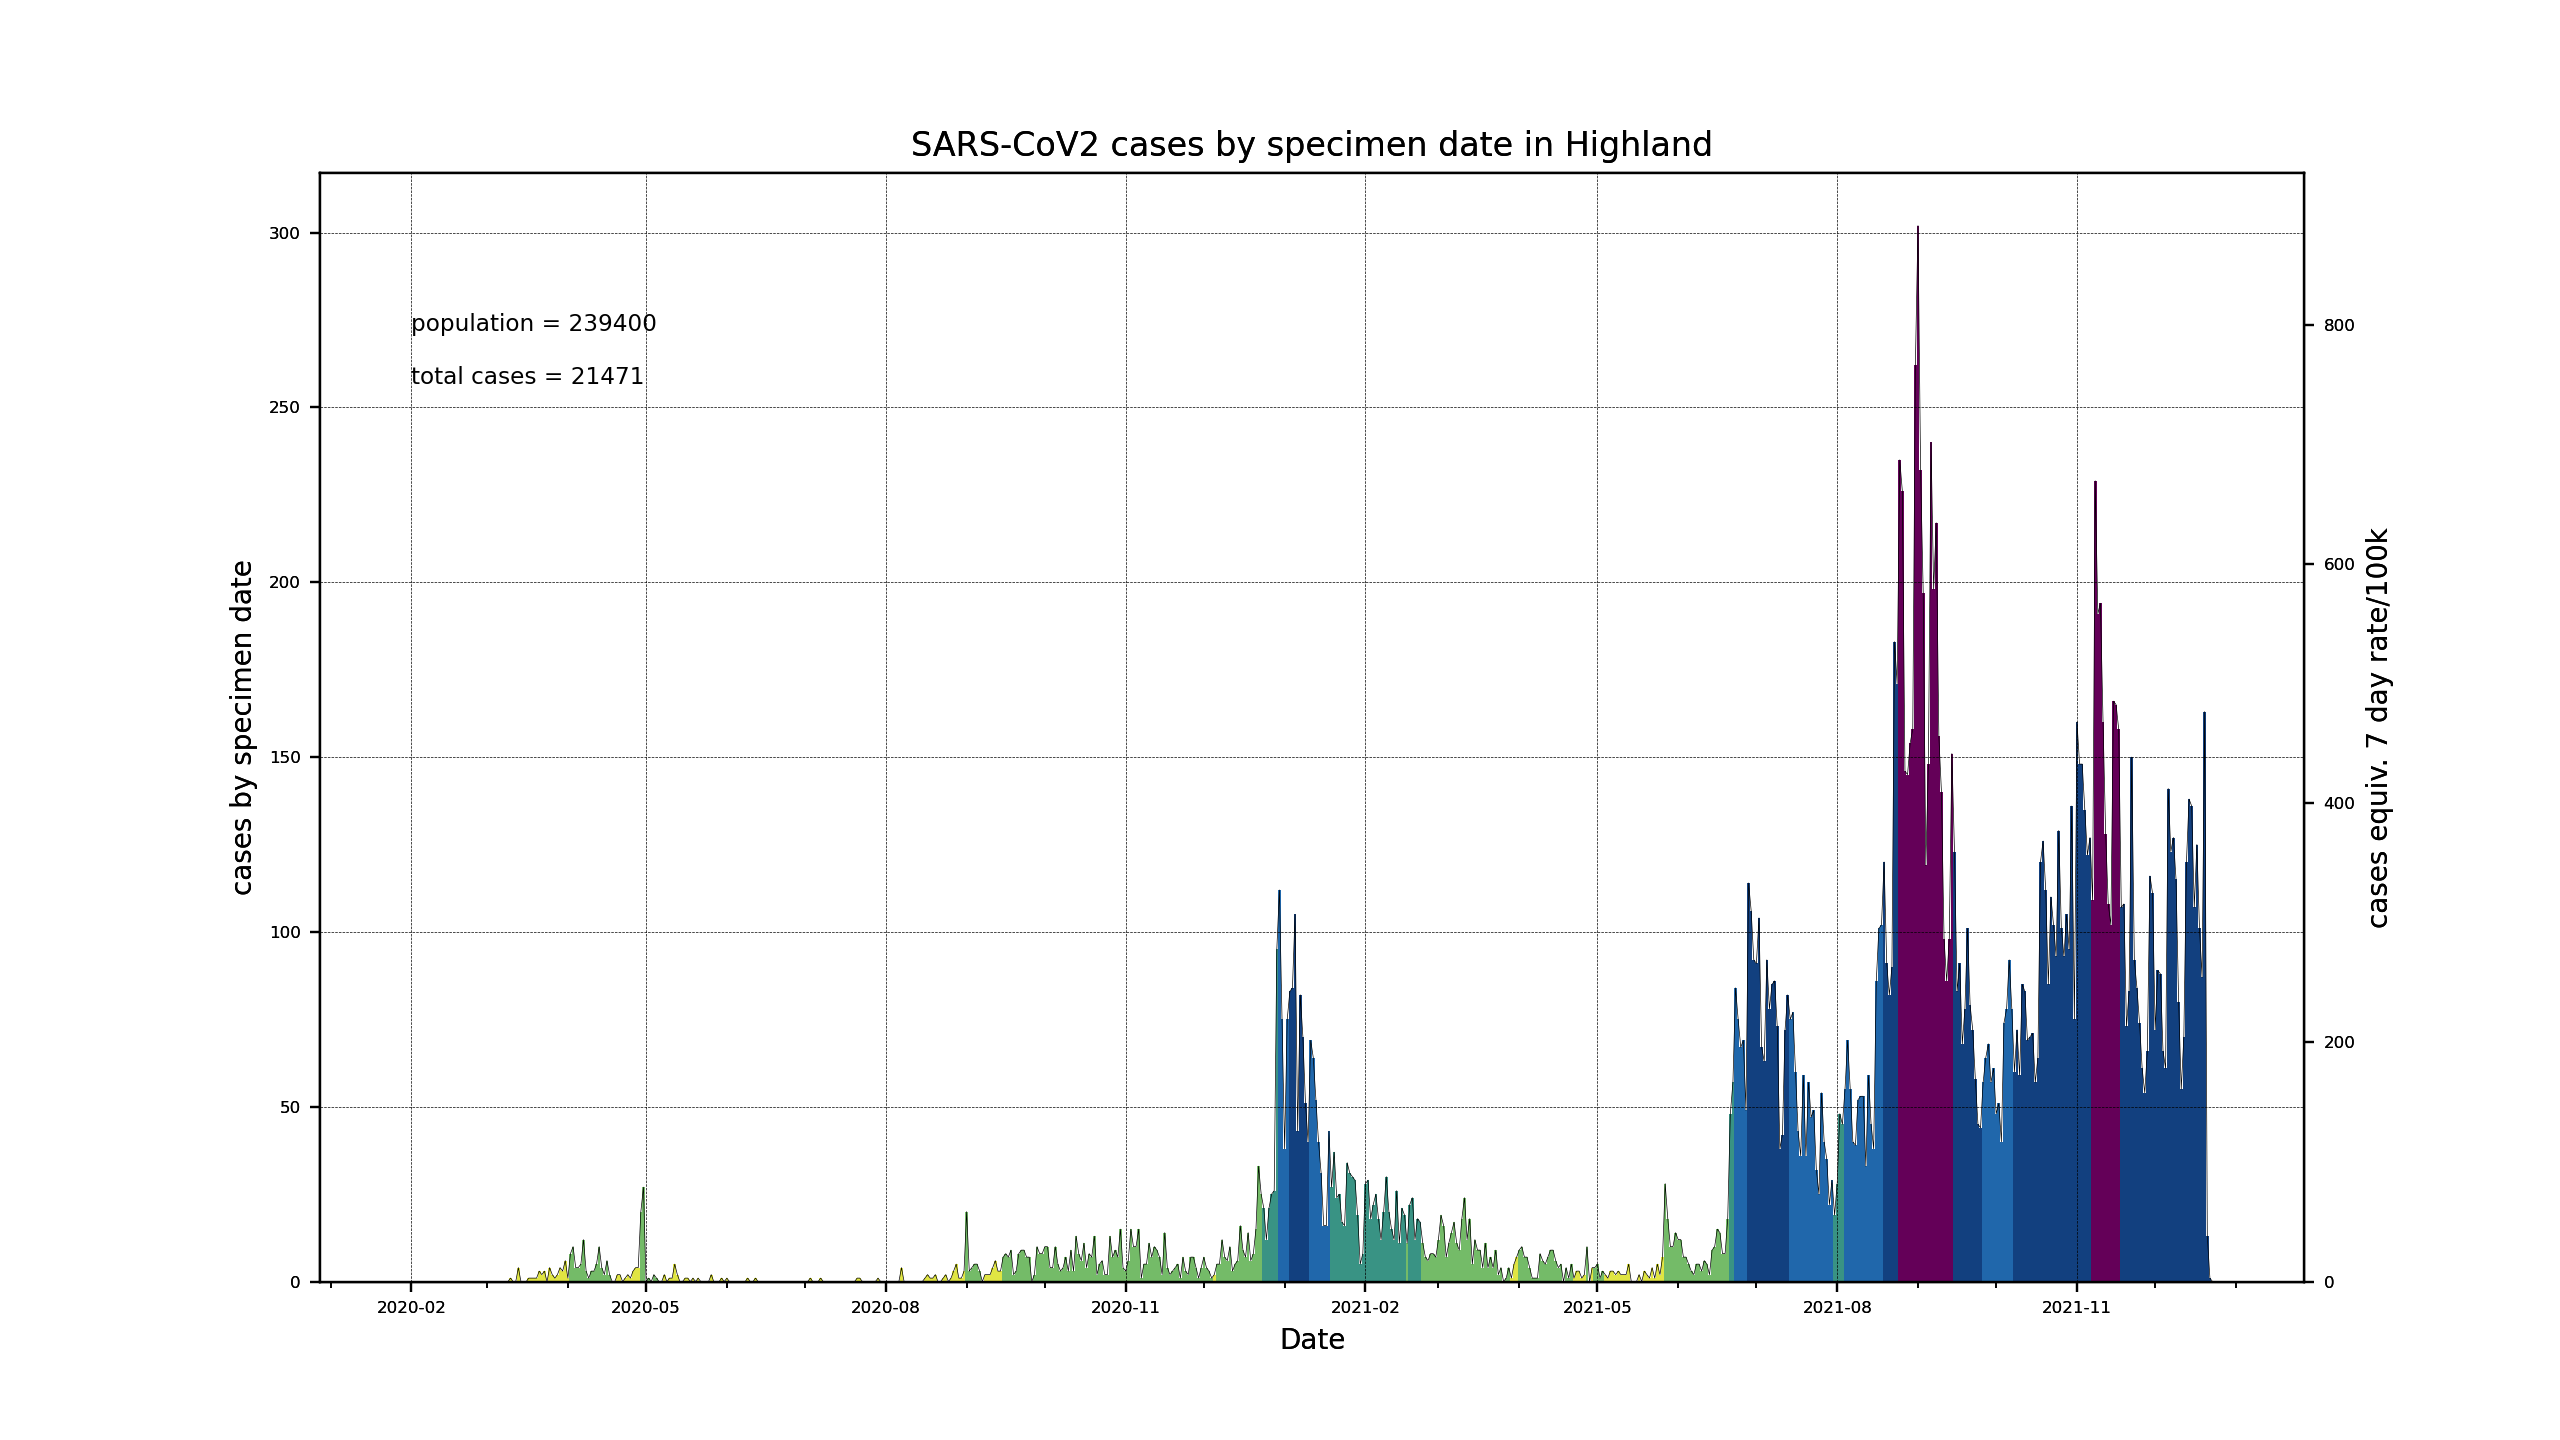 SARS-CoV2 cases by specimen date in Highland
population = 239400
total cases = 21471
cases by specimen date
300
250
200
150
100
50
0
800
600
400
200
0
cases equiv. 7 day rate/100k
2020-02 2020-05 2020-08 2020-11 2021-02 2021-05 2021-08 2021-11
Date